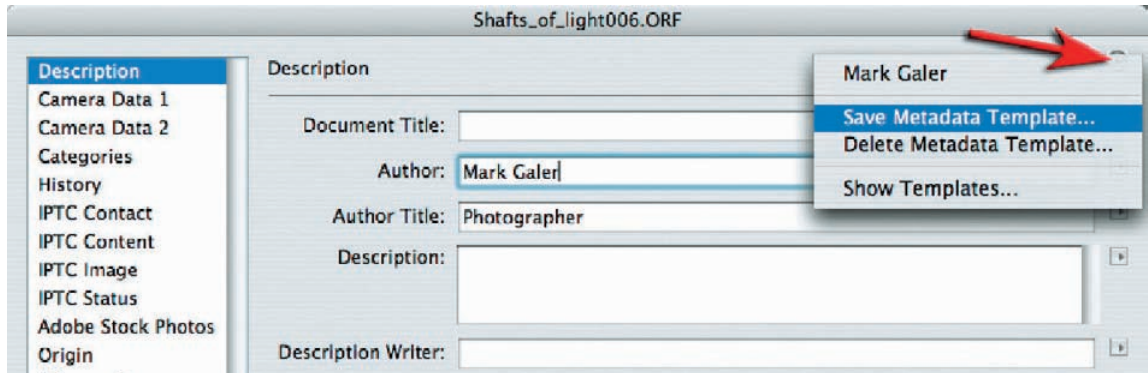 Shafts_of_light006.ORF
Description
Camera Data 1
Camera Data 2
Categories
History
IPTC Contact
IPTC Content
IPTC Image
IPTC Status
Adobe Stock Photos
Origin
Description
Document Title:
Author: Mark Galer
Author Title: Photographer
Description:
Description Writer:
Mark Galer
Save Metadata Template...
Delete Metadata Template...
Show Templates...